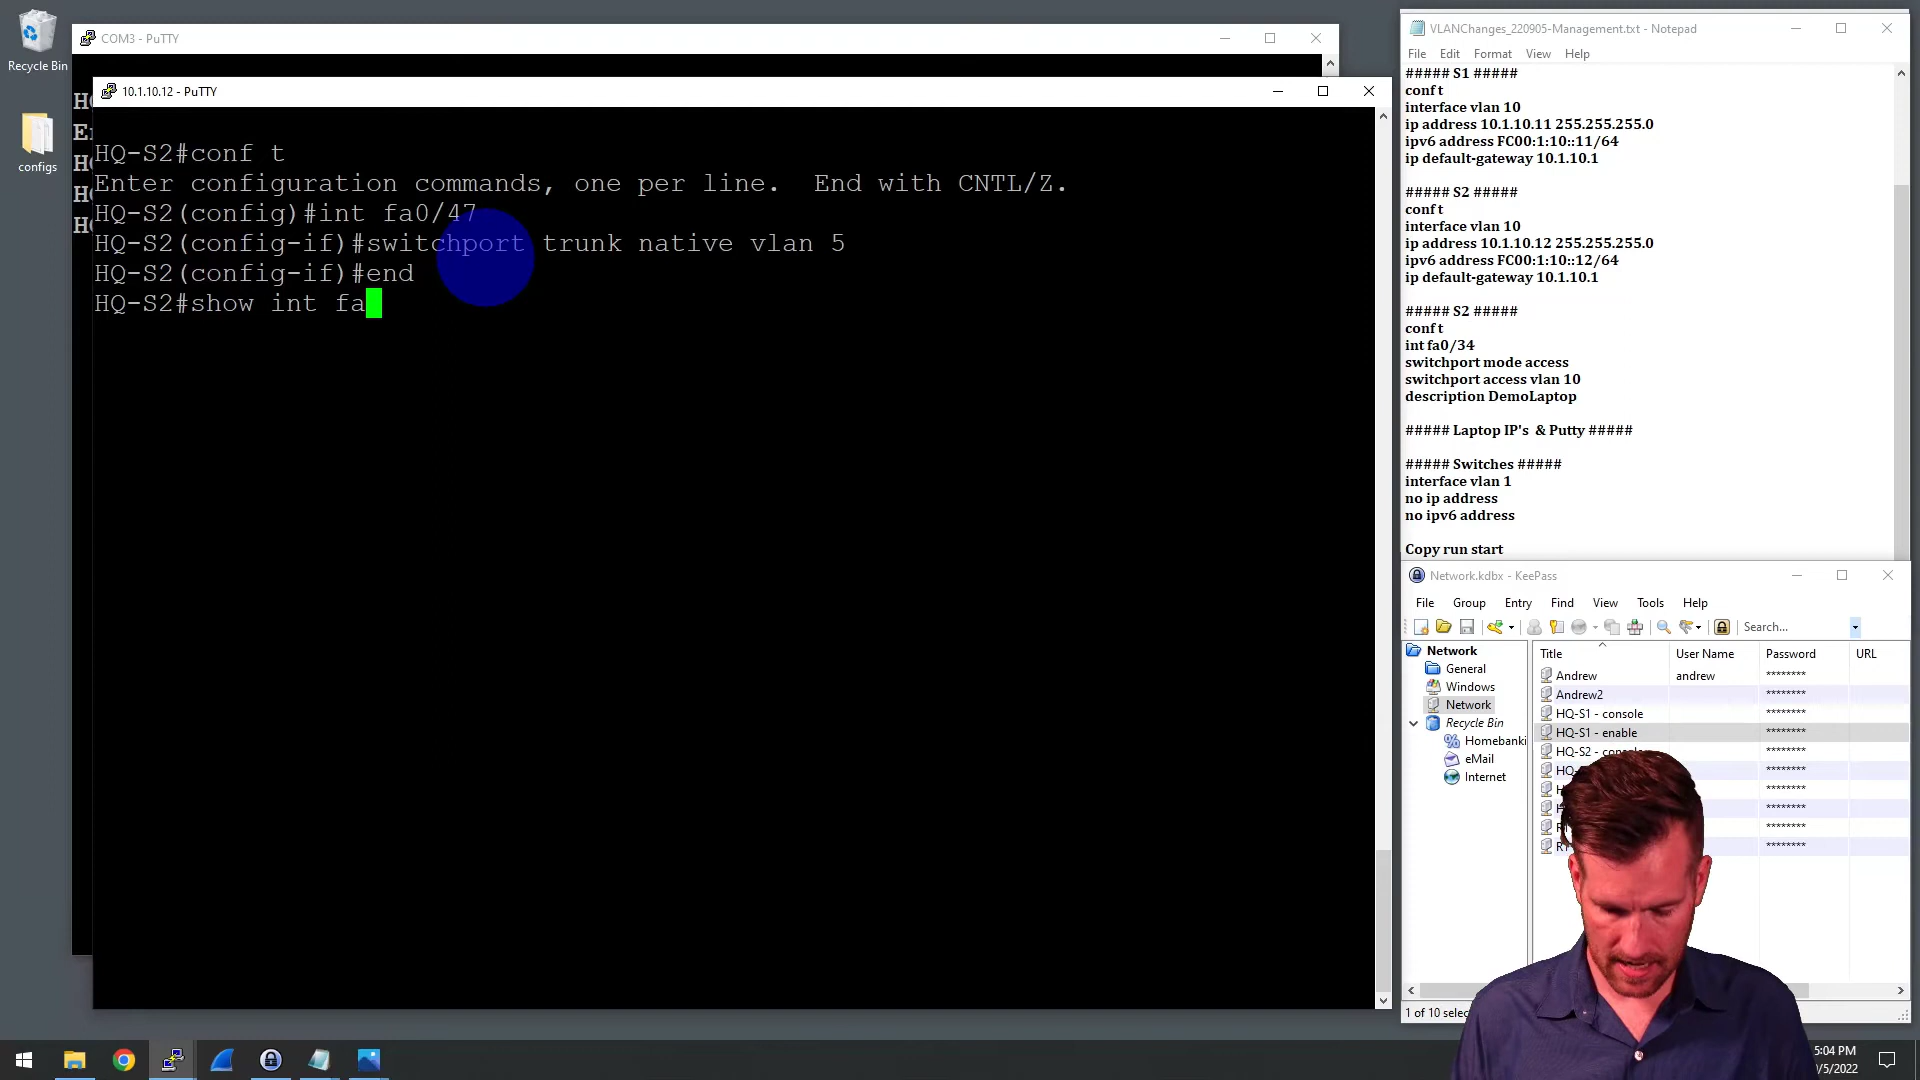 Recycle Bin
configs
COM3 - PuTTY
10.1.10.12 - PuTTY
HQ-S2#conf t
Enter configuration commands, one per line.  End with CNTL/Z.
HQ-S2(config)#int fa0/47
HQ-S2(config-if)#switchport trunk native vlan 5
HQ-S2(config-if)#end
HQ-S2#show int fa
VLANChanges_220905-Management.txt - Notepad
File Edit Format View Help
##### S1 #####
conf t
interface vlan 10
ip address 10.1.10.11 255.255.255.0
ipv6 address FC00:1:10::11/64
ip default-gateway 10.1.10.1
##### S2 #####
conf t
interface vlan 10
ip address 10.1.10.12 255.255.255.0
ipv6 address FC00:1:10::12/64
ip default-gateway 10.1.10.1
##### S2 #####
conf t
int fa0/34
switchport mode access
switchport access vlan 10
description DemoLaptop
##### Laptop IP's  & Putty #####
##### Switches #####
interface vlan 1
no ip address
no ipv6 address
Copy run start
Network.kdbx - KeePass
File Group Entry Find View Tools Help
Search...
Network
General
Windows
Network
Recycle Bin
Homebanki
eMail
Internet
Title User Name Password URL
Andrew andrew ********
Andrew2 ********
HQ-S1 - console ********
HQ-S1 - enable ********
HQ-S2 - console ********
HQ- ********
********
********
********
********
1 of 10 selec
5:04 PM
/5/2022